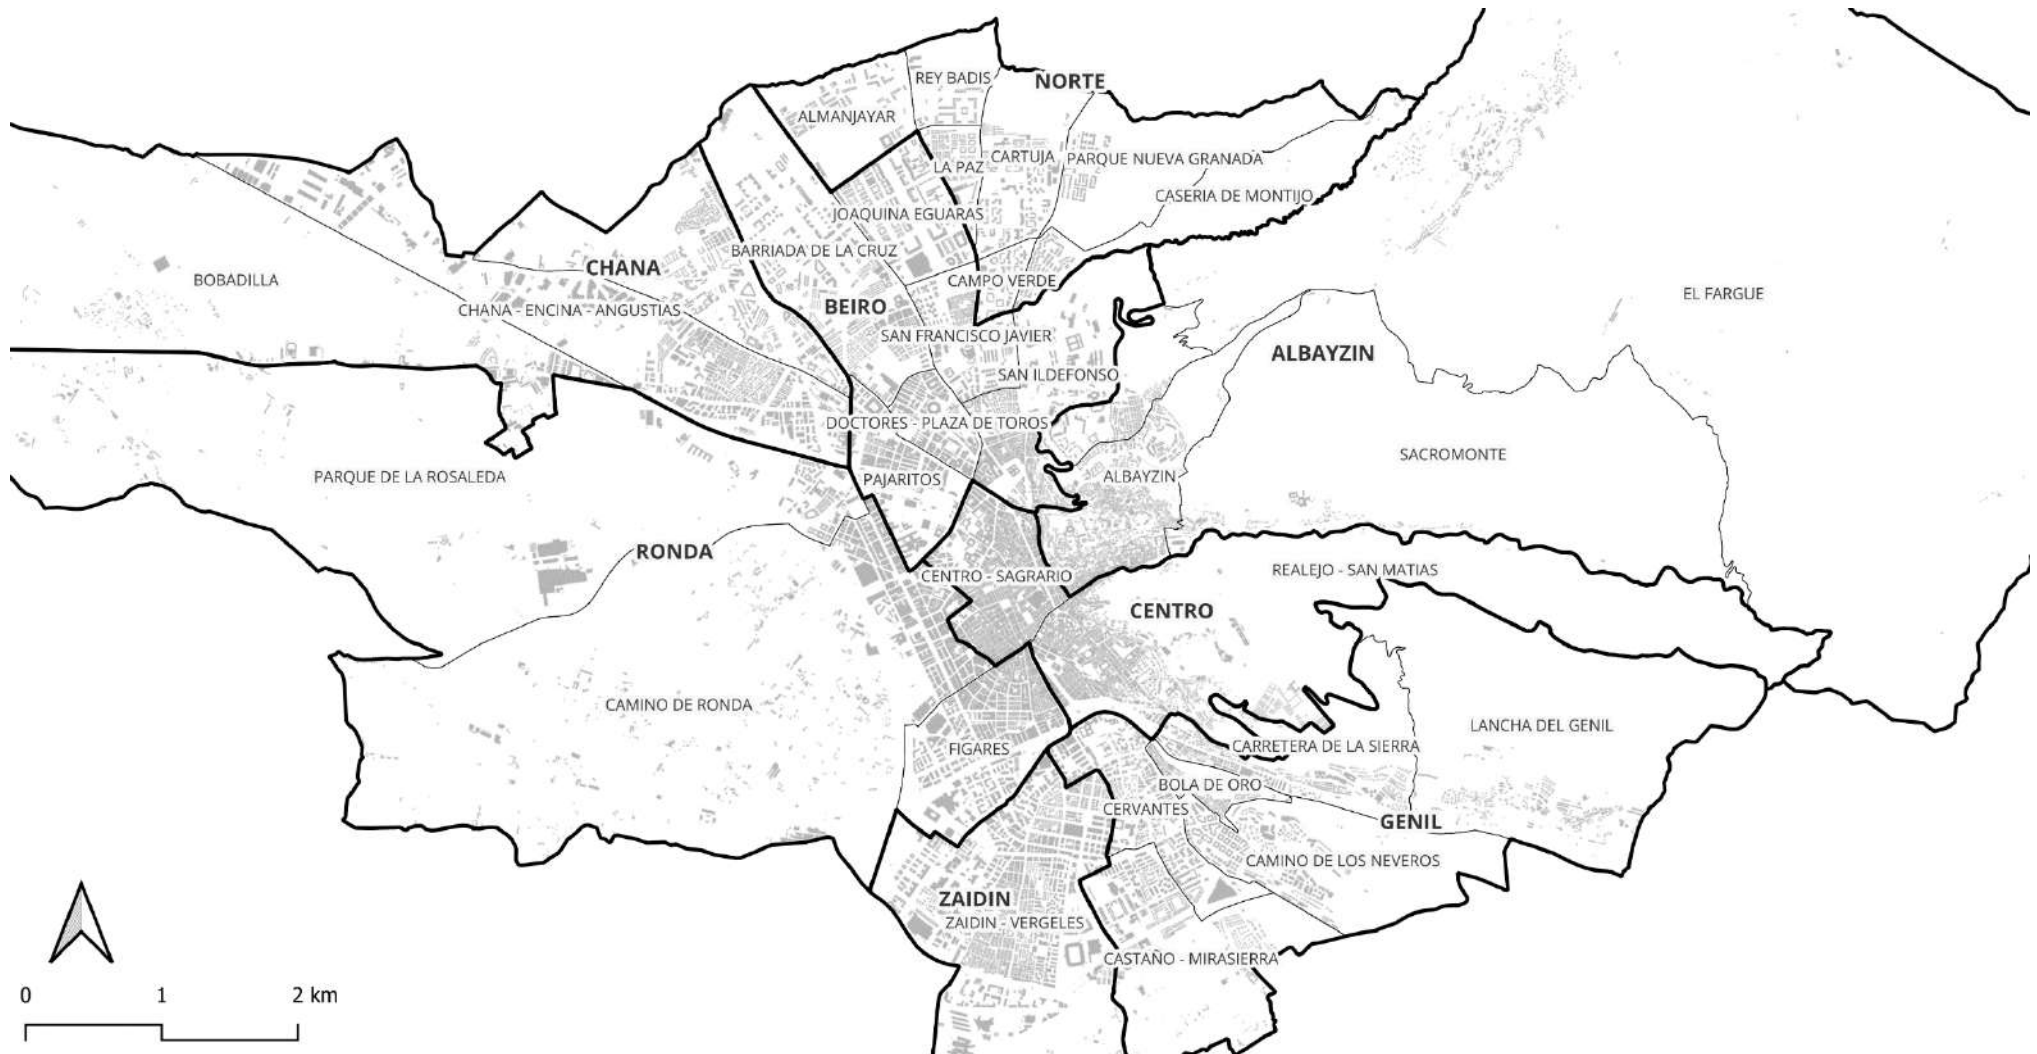 REY BADIS
NORTE
ALMANJAYAR
CARTUJA
PARQUE NUEVA GRANADA
LA PAZ
CASERIA DE MONTIJO
JOAQUINA EGUARAS
BARRIADA DE LA CRUZ
CHANA
BOBADILLA
CAMPO VERDE
EL FARGUE
BEIRO
CHANA - ENCINA - ANGUSTIAS
SAN FRANCISCO JAVIER
ALBAYZIN
SAN ILDEFONSO
DOCTORES - PLAZA DE TOROS
SACROMONTE
PARQUE DE LA ROSALEDA
PAJARITOS
ALBAYZIN
RONDA
CENTRO - SAGRARIO
REALEJO - SAN MATIAS
CENTRO
CAMINO DE RONDA
LANCHA DEL GENIL
FIGARES
CARRETERA DE LA SIERRA
BOLA DE ORO
CERVANTES
GENIL
CAMINO DE LOS NEVEROS
ZAIDIN
ZAIDIN - VERGELES
CASTAÑO - MIRASIERRA
0 1 2 km